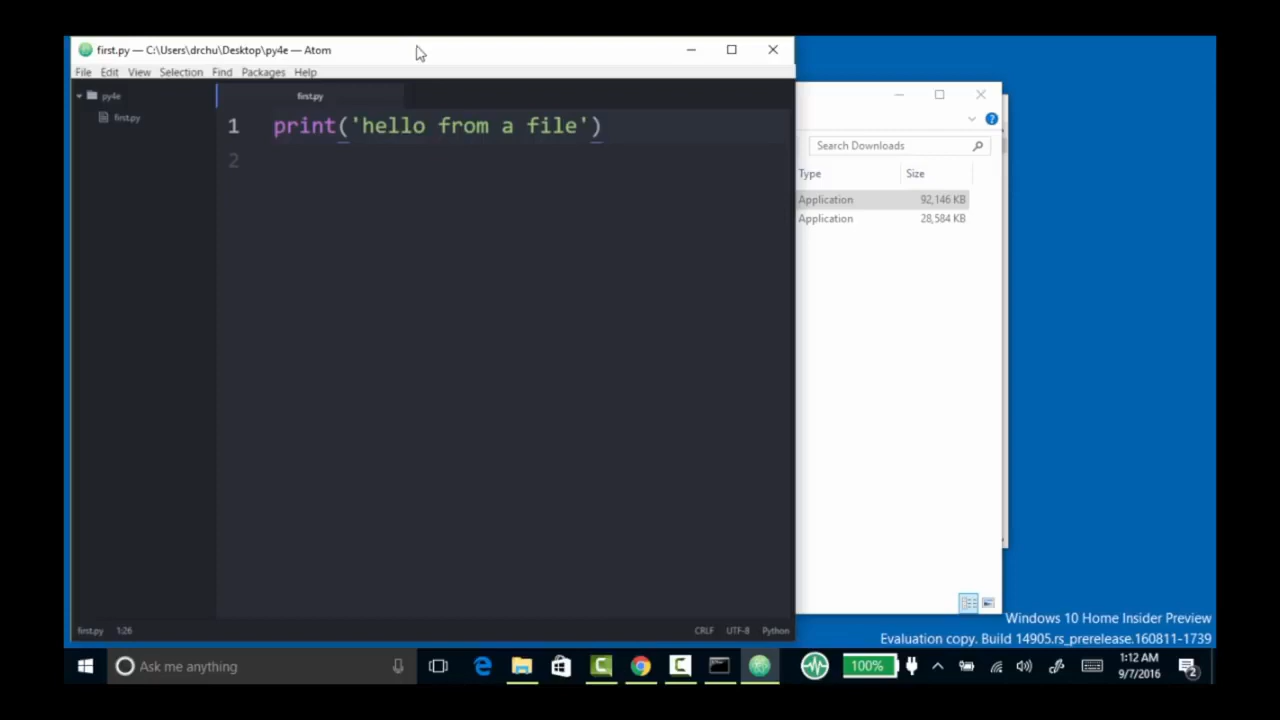 first.py — C:\Users\drchu\Desktop\py4e — Atom
File Edit View Selection Find Packages Help
py4e
first.py
first.py
1 print('hello from a file')
2
Search Downloads
Type Size
Application 92,146 KB
Application 28,584 KB
first.py 1:26
CRLF UTF-8 Python
Windows 10 Home Insider Preview
Evaluation copy. Build 14905.rs_prerelease.160811-1739
Ask me anything
100%
1:12 AM
9/7/2016
2